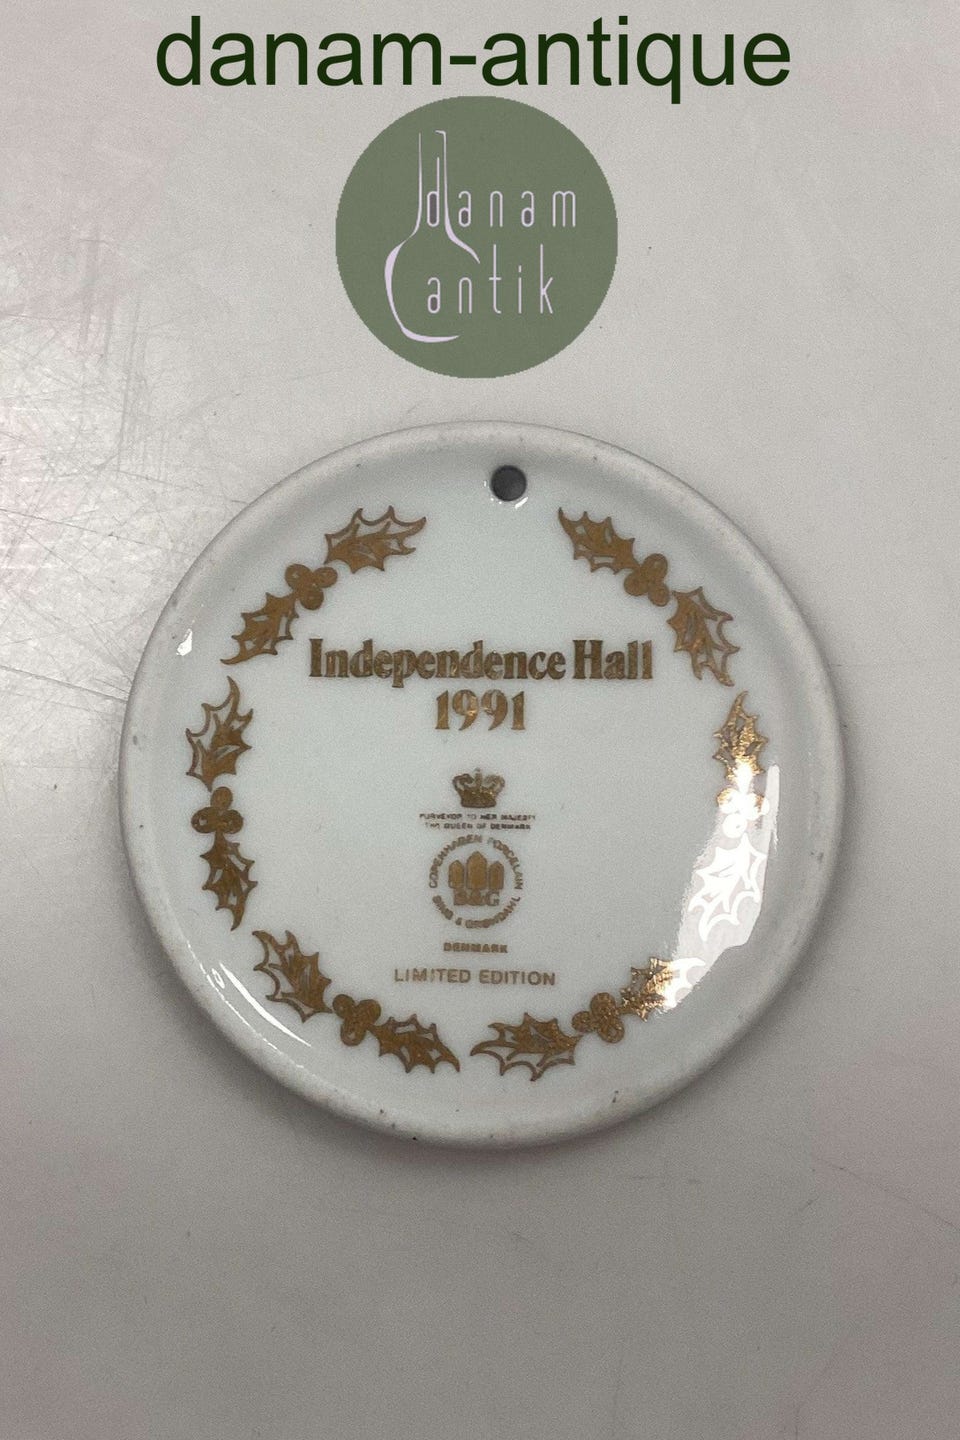 danam-antique
danam
antik
Independence Hall
1991
PURVEYOR TO HER MAJESTY
THE QUEEN OF DENMARK
COPENHAGEN PORCELAIN
B&G
BING & GRØNDAHL
DENMARK
LIMITED EDITION